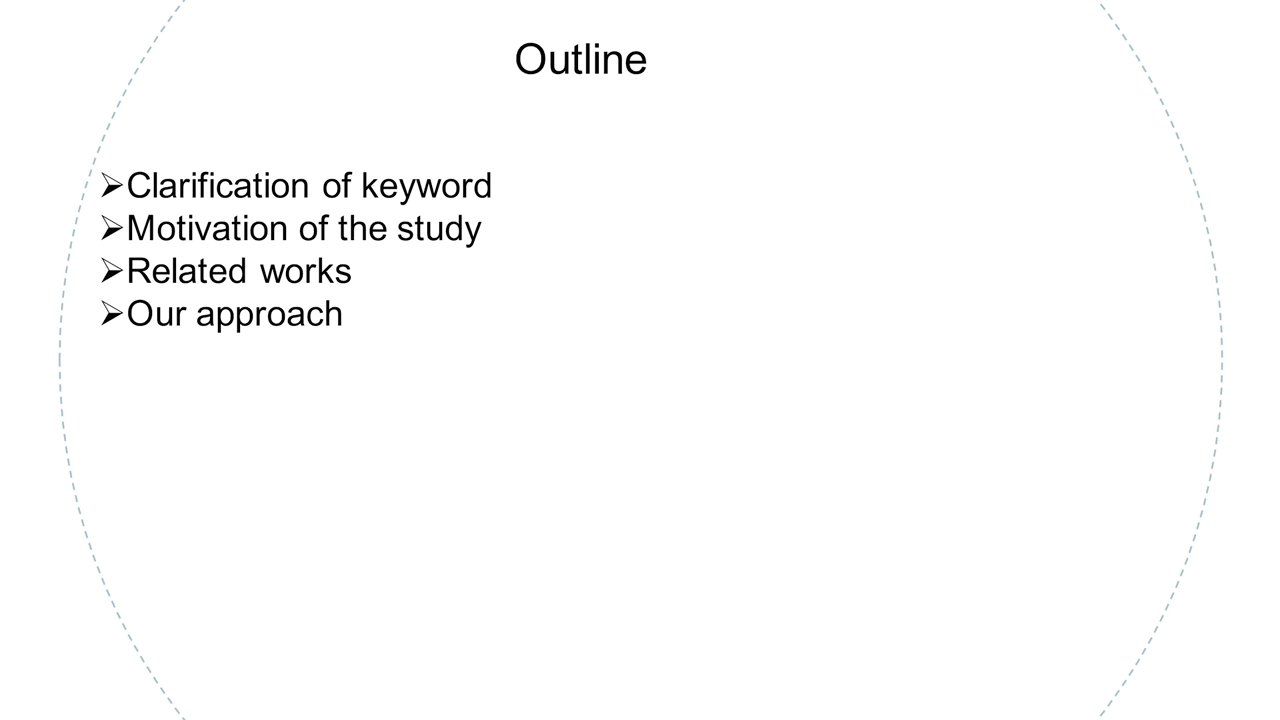 Outline
➢Clarification of keyword
➢Motivation of the study
➢Related works
➢Our approach